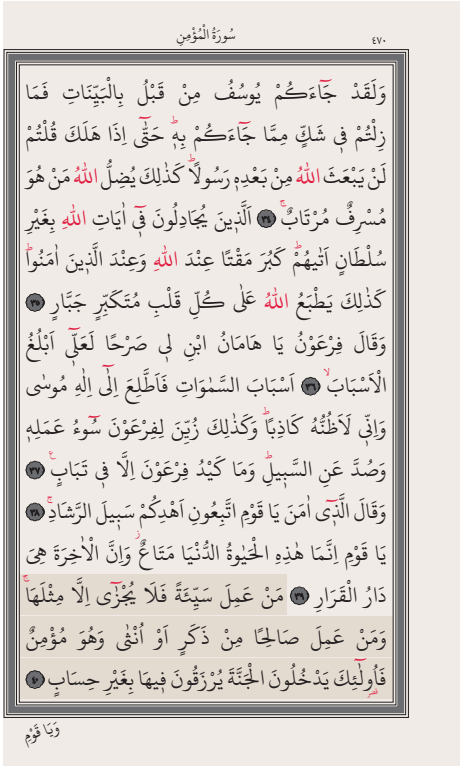 ٤٧٠
سُورَةُ الْمُؤْمِنِ
وَلَقَدْ جَٓاءَكُمْ يُوسُفُ مِنْ قَبْلُ بِالْبَيِّنَاتِ فَمَا
زِلْتُمْ ف۪ي شَكٍّ مِمَّا جَٓاءَكُمْ بِه۪ۜ حَتّٰٓى اِذَا هَلَكَ قُلْتُمْ
لَنْ يَبْعَثَ اللّٰهُ مِنْ بَعْدِه۪ رَسُولًاۜ كَذٰلِكَ يُضِلُّ اللّٰهُ مَنْ هُوَ
مُسْرِفٌ مُرْتَابٌۚ ﴿٣٤﴾ اَلَّذ۪ينَ يُجَادِلُونَ ف۪ٓي اٰيَاتِ اللّٰهِ بِغَيْرِ
سُلْطَانٍ اَتٰيهُمْۜ كَبُرَ مَقْتًا عِنْدَ اللّٰهِ وَعِنْدَ الَّذ۪ينَ اٰمَنُواۜ
كَذٰلِكَ يَطْبَعُ اللّٰهُ عَلٰى كُلِّ قَلْبِ مُتَكَبِّرٍ جَبَّارٍ ﴿٣٥﴾
وَقَالَ فِرْعَوْنُ يَا هَامَانُ ابْنِ ل۪ي صَرْحًا لَعَلّ۪ٓي اَبْلُغُ
الْاَسْبَابَۙ ﴿٣٦﴾ اَسْبَابَ السَّمٰوَاتِ فَاَطَّلِعَ اِلٰٓى اِلٰهِ مُوسٰى
وَاِنّ۪ي لَاَظُنُّهُ كَاذِبًاۜ وَكَذٰلِكَ زُيِّنَ لِفِرْعَوْنَ سُٓوءُ عَمَلِه۪
وَصُدَّ عَنِ السَّب۪يلِۜ وَمَا كَيْدُ فِرْعَوْنَ اِلَّا ف۪ي تَبَابٍ۟ ﴿٣٧﴾
وَقَالَ الَّذ۪ٓي اٰمَنَ يَا قَوْمِ اتَّبِعُونِ اَهْدِكُمْ سَب۪يلَ الرَّشَادِۚ ﴿٣٨﴾
يَا قَوْمِ اِنَّمَا هٰذِهِ الْحَيٰوةُ الدُّنْيَا مَتَاعٌۘ وَاِنَّ الْاٰخِرَةَ هِيَ
دَارُ الْقَرَارِ ﴿٣٩﴾ مَنْ عَمِلَ سَيِّئَةً فَلَا يُجْزٰٓى اِلَّا مِثْلَهَاۚ
وَمَنْ عَمِلَ صَالِحًا مِنْ ذَكَرٍ اَوْ اُنْثٰى وَهُوَ مُؤْمِنٌ
فَاُو۬لٰٓئِكَ يَدْخُلُونَ الْجَنَّةَ يُرْزَقُونَ ف۪يهَا بِغَيْرِ حِسَابٍ ﴿٤٠﴾
وَيَا قَوْمِ